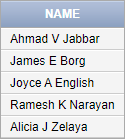 NAME
Ahmad V Jabbar
James E Borg
Joyce A English
Ramesh K Narayan
Alicia J Zelaya